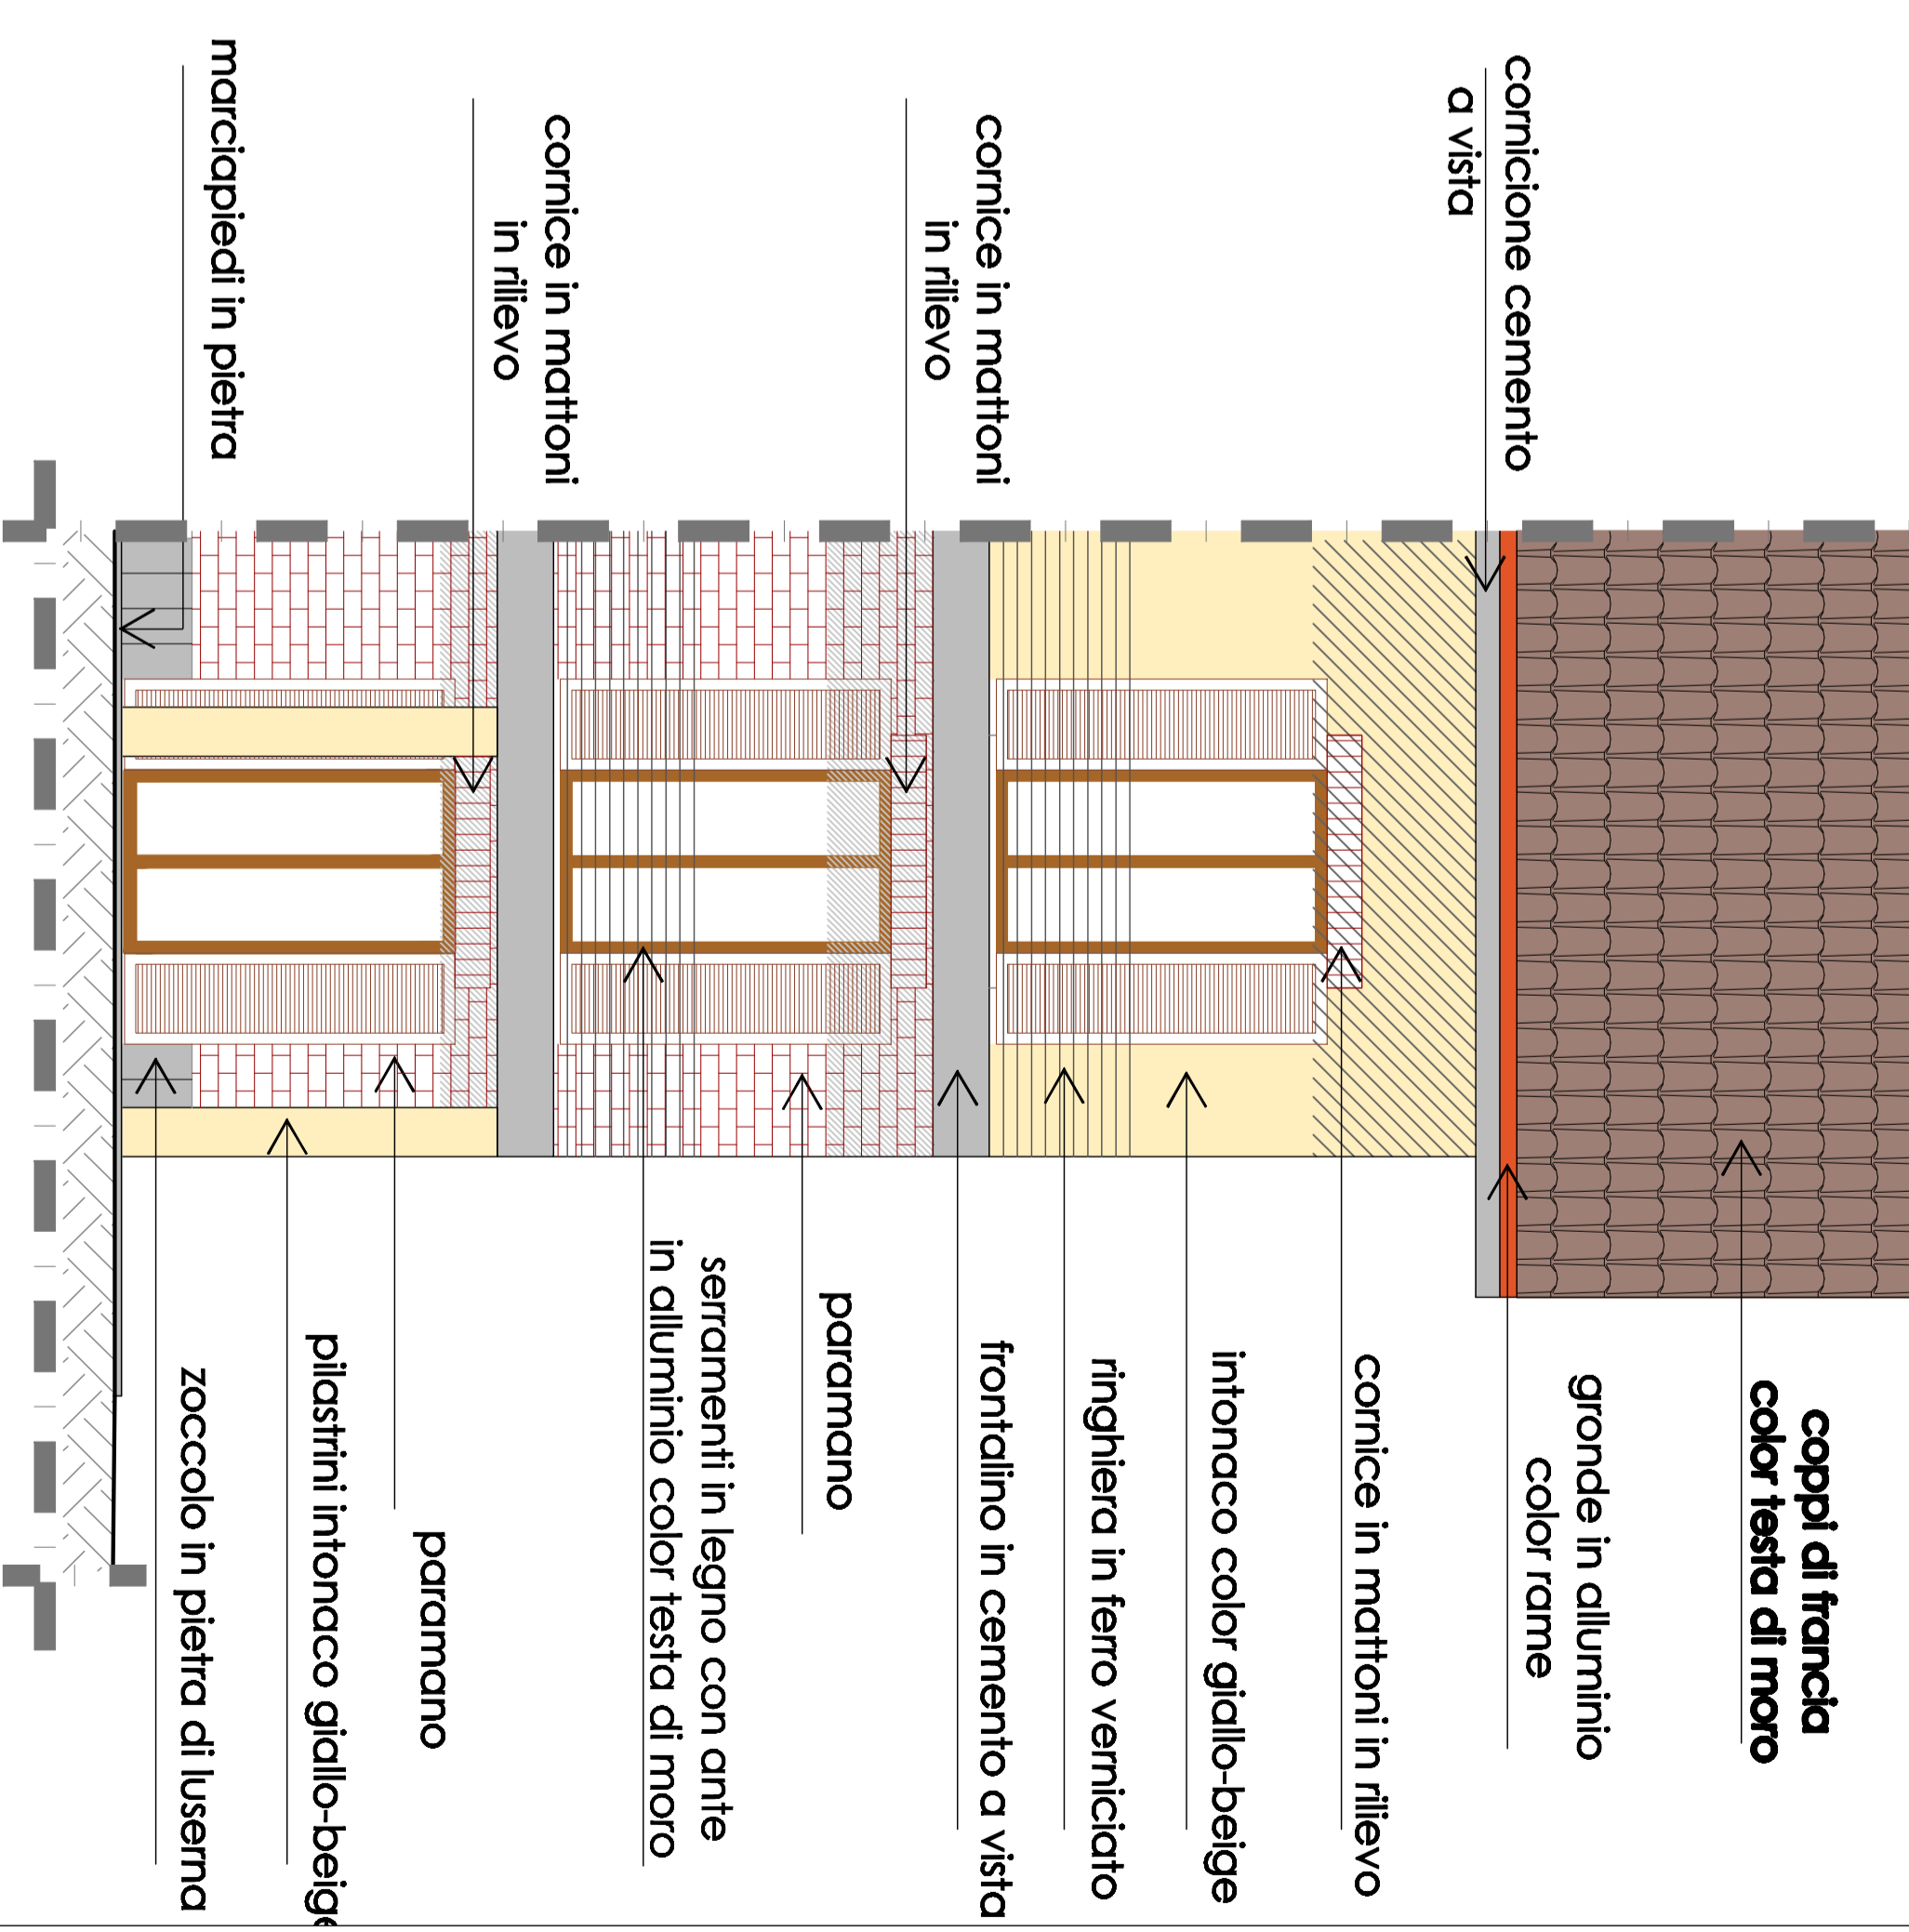 coppi di francia
color testa di moro
gronde in alluminio
color rame
cornicione cemento
a vista
cornice in mattoni in rilievo
intonaco color giallo-beige
ringhiera in ferro verniciato
frontalino in cemento a vista
cornice in mattoni
in rilievo
paramano
serramenti in legno con ante
in alluminio color testa di moro
cornice in mattoni
in rilievo
paramano
pilastrini intonaco giallo-beige
marciapiedi in pietra
zoccolo in pietra di luserna